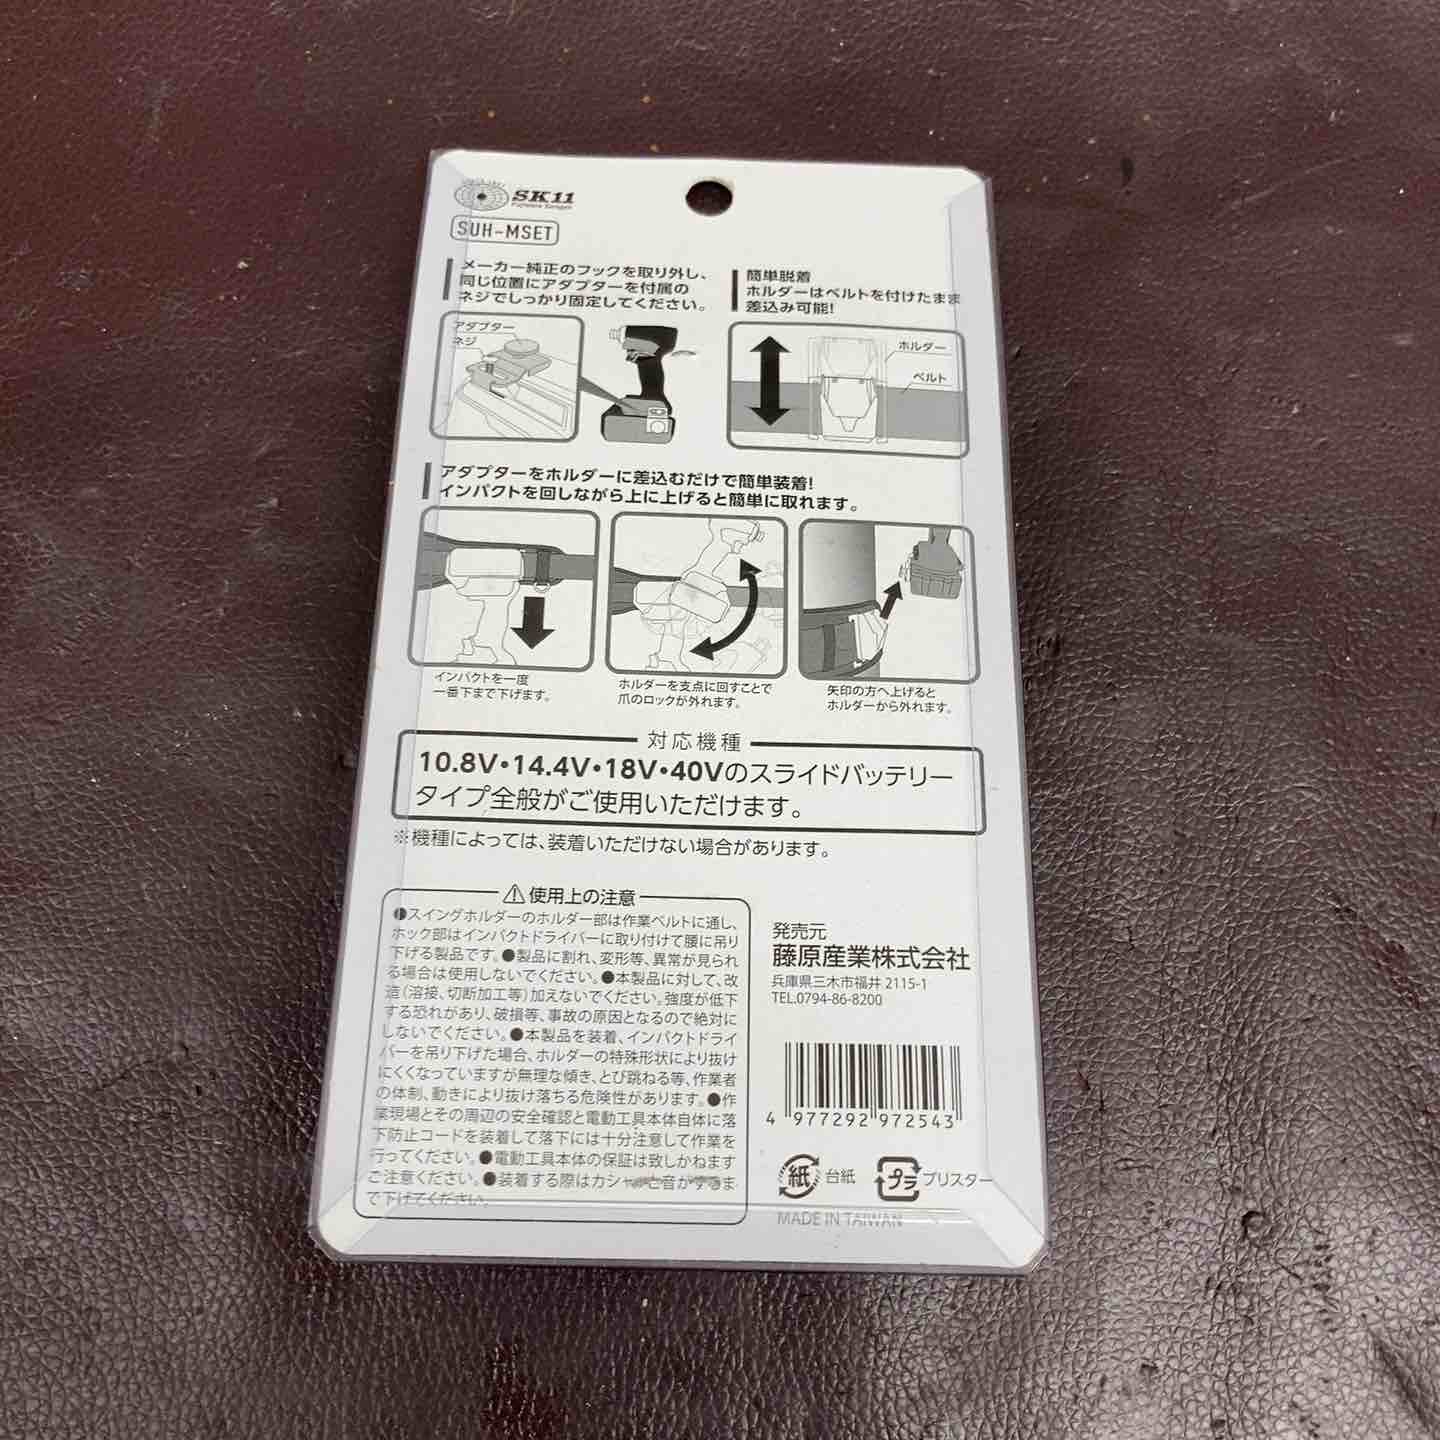 SK11
Fujiwara Sangyo
SUH-MSET
メーカー純正のフックを取り外し、
同じ位置にアダプターを付属の
ネジでしっかり固定してください。
アダプター
ネジ
簡単脱着
ホルダーはベルトを付けたまま
差込み可能!
ホルダー
ベルト
アダプターをホルダーに差込むだけで簡単装着!
インパクトを回しながら上に上げると簡単に取れます。
インパクトを一度
一番下まで下げます。
ホルダーを支点に回すことで
爪のロックが外れます。
矢印の方へ上げると
ホルダーから外れます。
対応機種
10.8V・14.4V・18V・40Vのスライドバッテリー
タイプ全般がご使用いただけます。
※機種によっては、装着いただけない場合があります。
⚠使用上の注意
●スイングホルダーのホルダー部は作業ベルトに通し、
ホック部はインパクトドライバーに取り付けて腰に吊り
下げる製品です。●製品に割れ、変形等、異常が見られ
る場合は使用しないでください。●本製品に対して、改
造(溶接、切断加工等)加えないでください。強度が低下
する恐れがあり、破損等、事故の原因となるので絶対に
しないでください。●本製品を装着、インパクトドライ
バーを吊り下げた場合、ホルダーの特殊形状により抜け
にくくなっていますが無理な傾き、とび跳ねる等、作業者
の体制、動きにより抜け落ちる危険性があります。●作
業現場とその周辺の安全確認と電動工具本体自体に落
下防止コードを装着して落下には十分注意して作業を
行ってください。●電動工具本体の保証は致しかねます
ご注意ください。●装着する際はカシャと音がするま
で下げてください。
発売元
藤原産業株式会社
兵庫県三木市福井 2115-1
TEL.0794-86-8200
4 977292 972543
紙 台紙
プラ ブリスター
MADE IN TAIWAN